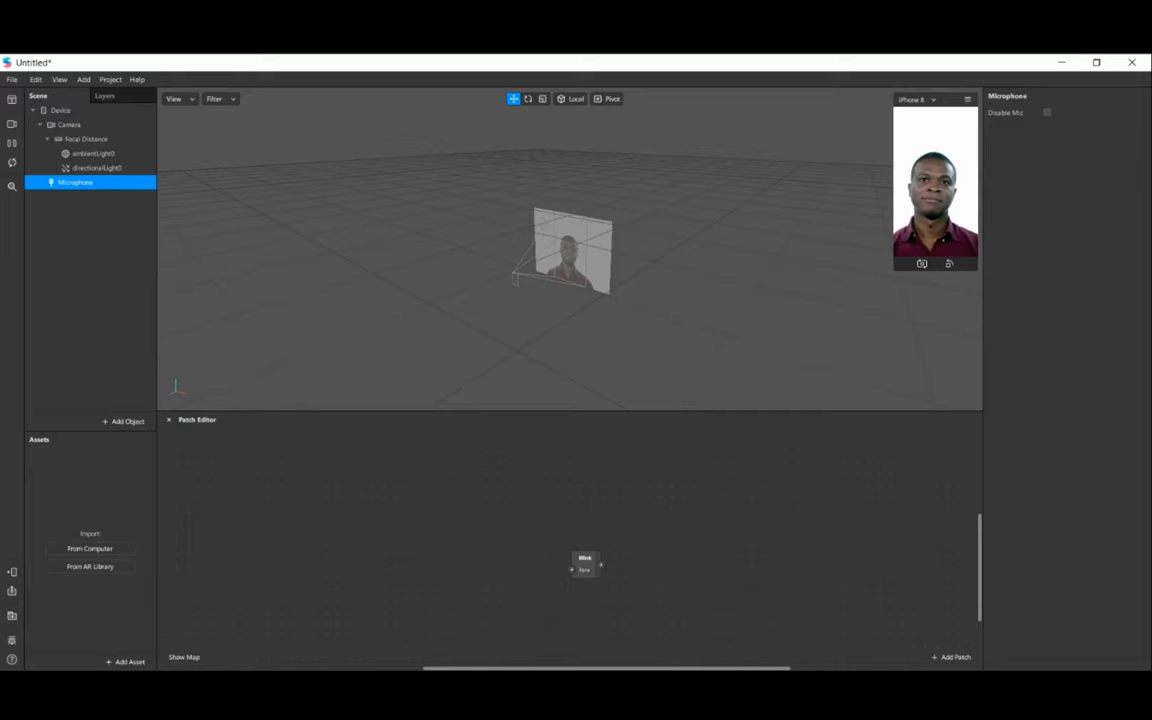 Untitled*
File Edit View Add Project Help
Scene Layers
Device
Camera
Focal Distance
ambientLight0
directionalLight0
Microphone
+ Add Object
Assets
Import:
From Computer
From AR Library
+ Add Asset
View Filter Local Pivot
iPhone 8
Patch Editor
Blink
Face
Show Map
+ Add Patch
Microphone
Disable Mic